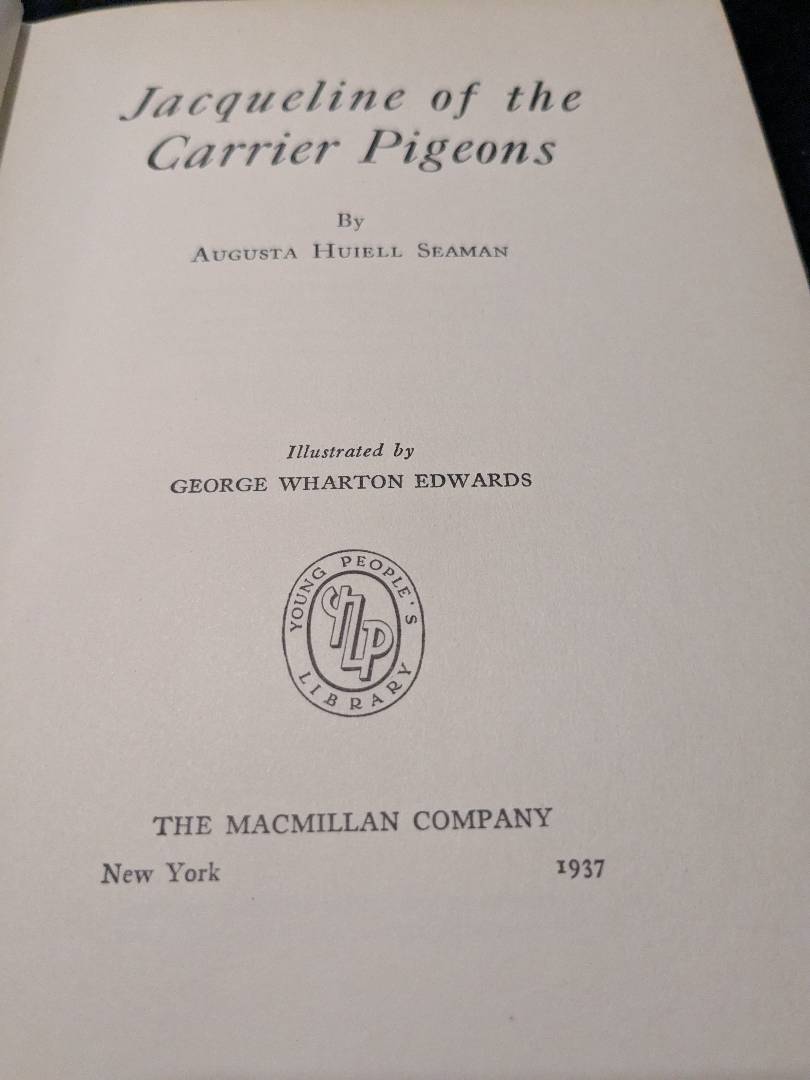 Jacqueline of the
Carrier Pigeons
By
AUGUSTA HUIELL SEAMAN
Illustrated by
GEORGE WHARTON EDWARDS
YOUNG PEOPLE'S
YLP
LIBRARY
THE MACMILLAN COMPANY
New York 1937